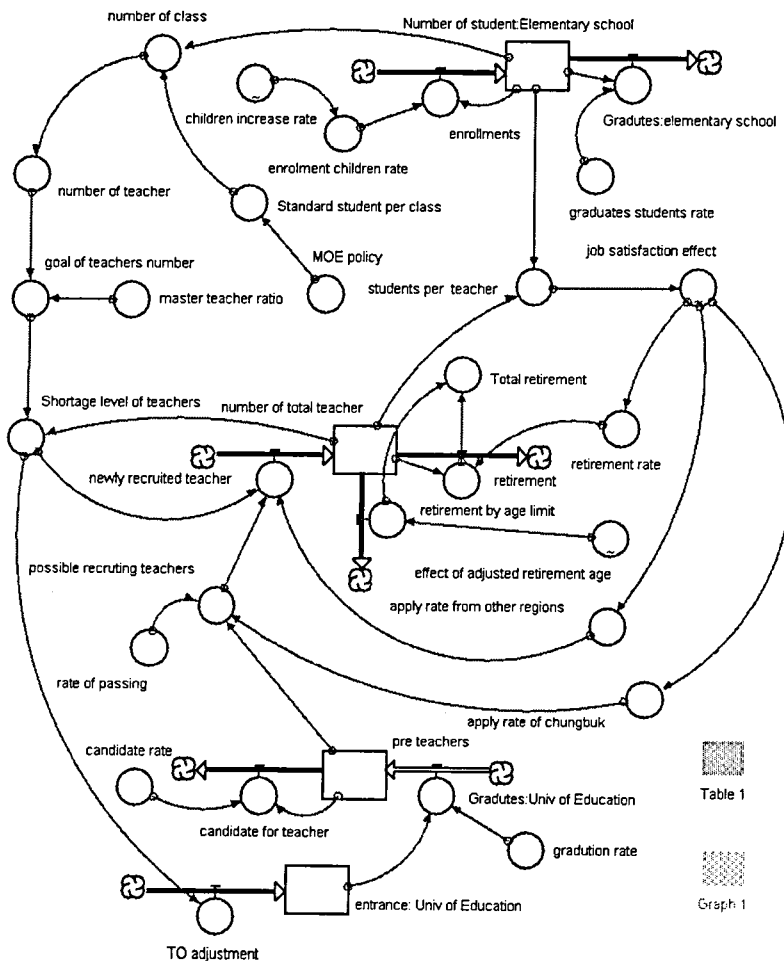 number of class
Number of student:Elementary school
children increase rate
enrollments
Gradutes:elementary school
enrolment children rate
number of teacher
Standard student per class
graduates students rate
MOE policy
job satisfaction effect
goal of teachers number
master teacher ratio
students per teacher
Total retirement
Shortage level of teachers
number of total teacher
newly recruited teacher
retirement
retirement rate
retirement by age limit
possible recruting teachers
effect of adjusted retirement age
apply rate from other regions
rate of passing
apply rate of chungbuk
candidate rate
pre teachers
Table 1
Gradutes:Univ of Education
candidate for teacher
gradution rate
entrance: Univ of Education
Graph 1
TO adjustment